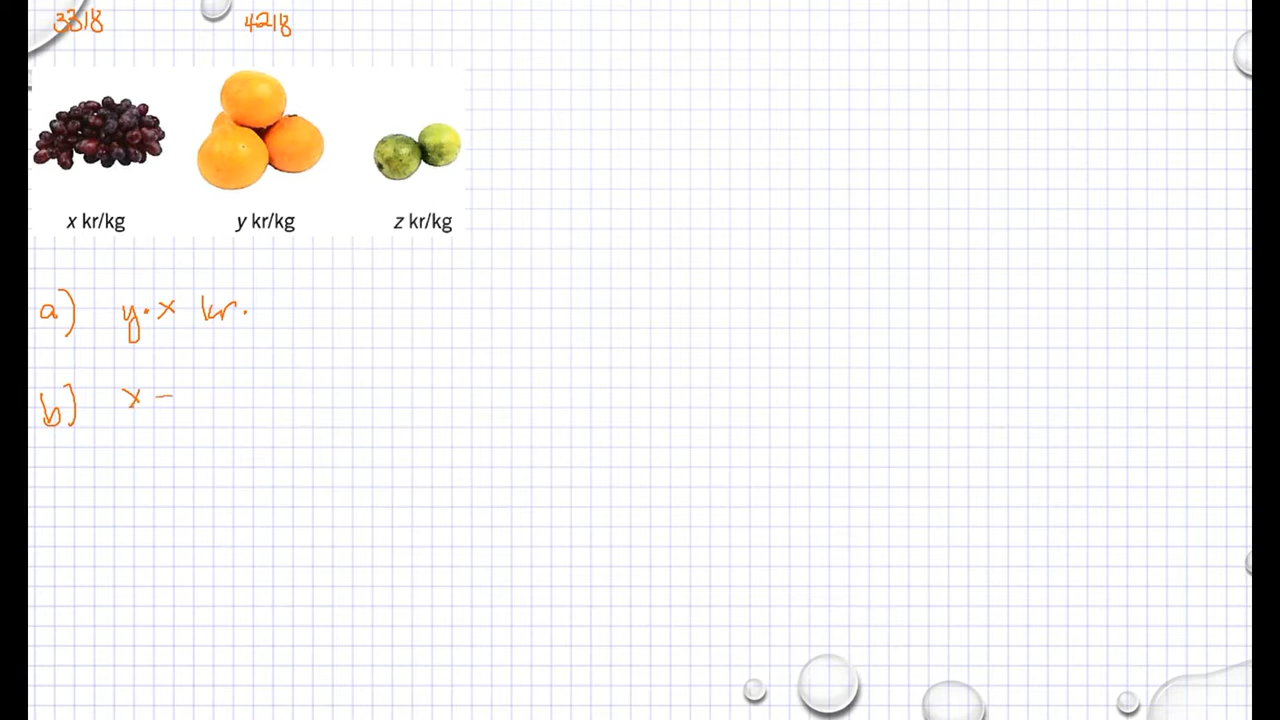 3318 4218
x kr/kg y kr/kg z kr/kg
a) y·x kr.
b) x -